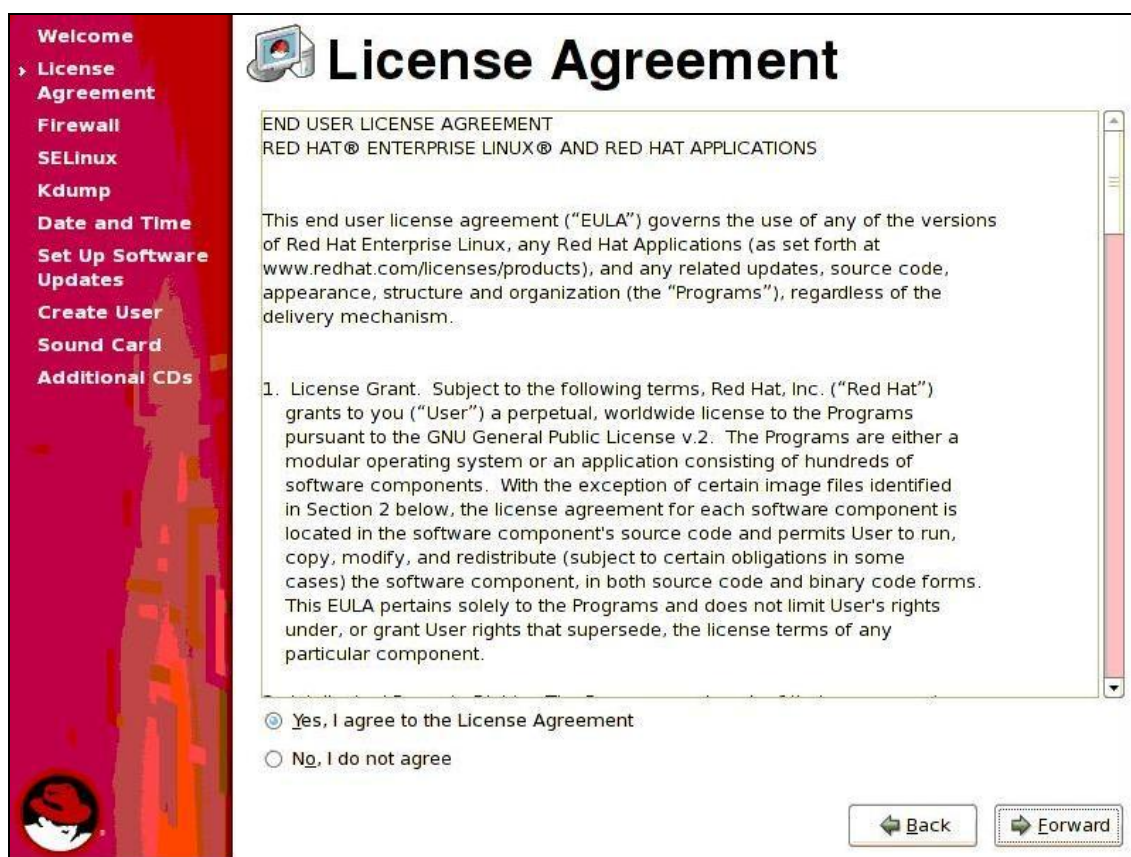 Welcome
License
Agreement
Firewall
SELinux
Kdump
Date and Time
Set Up Software
Updates
Create User
Sound Card
Additional CDs
License Agreement
END USER LICENSE AGREEMENT
RED HAT® ENTERPRISE LINUX® AND RED HAT APPLICATIONS
This end user license agreement (“EULA”) governs the use of any of the versions
of Red Hat Enterprise Linux, any Red Hat Applications (as set forth at
www.redhat.com/licenses/products), and any related updates, source code,
appearance, structure and organization (the “Programs”), regardless of the
delivery mechanism.
1. License Grant. Subject to the following terms, Red Hat, Inc. (“Red Hat”)
grants to you (“User”) a perpetual, worldwide license to the Programs
pursuant to the GNU General Public License v.2. The Programs are either a
modular operating system or an application consisting of hundreds of
software components. With the exception of certain image files identified
in Section 2 below, the license agreement for each software component is
located in the software component's source code and permits User to run,
copy, modify, and redistribute (subject to certain obligations in some
cases) the software component, in both source code and binary code forms.
This EULA pertains solely to the Programs and does not limit User's rights
under, or grant User rights that supersede, the license terms of any
particular component.
Yes, I agree to the License Agreement
No, I do not agree
Back
Forward